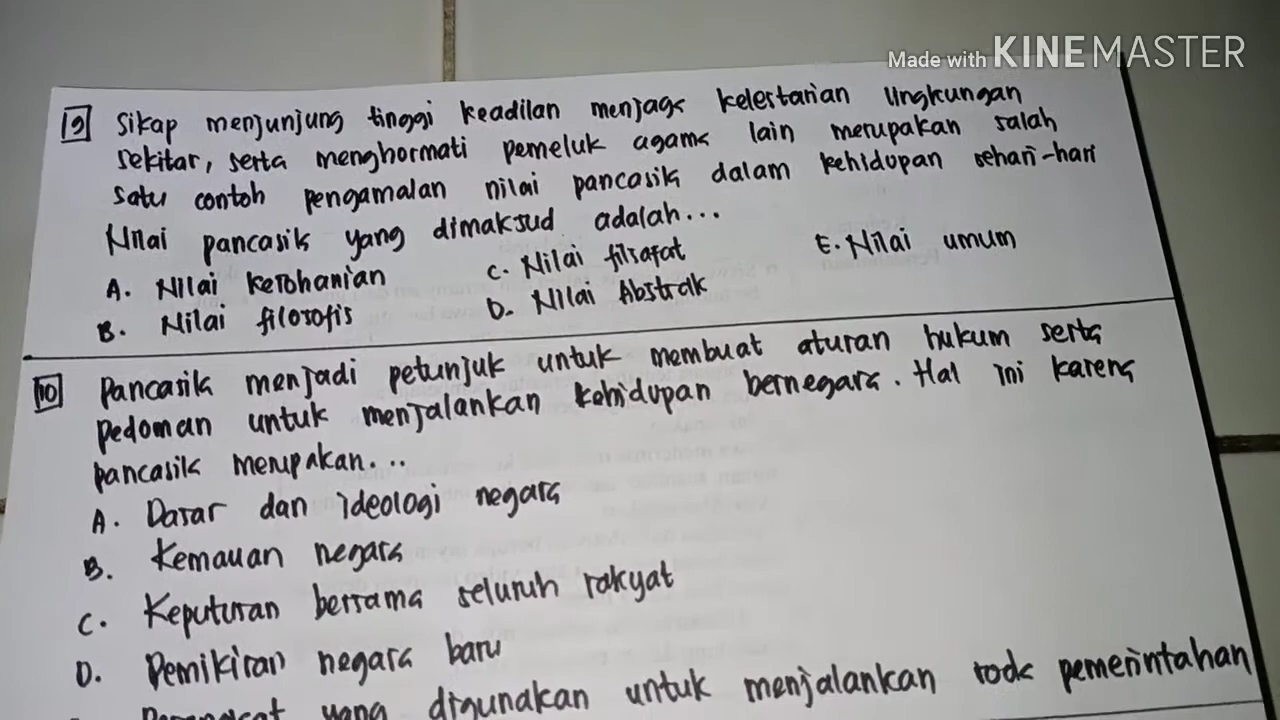 Made with KINEMASTER
9 Sikap menjunjung tinggi keadilan menjaga kelestarian lingkungan
sekitar, serta menghormati pemeluk agama lain merupakan salah
satu contoh pengamalan nilai pancasila dalam kehidupan sehari-hari
Nilai pancasila yang dimaksud adalah...
A. Nilai kerohanian C. Nilai filsafat E. Nilai umum
B. Nilai filosofis D. Nilai Abstrak
10 Pancasila menjadi petunjuk untuk membuat aturan hukum serta
pedoman untuk menjalankan kehidupan bernegara. Hal ini karena
pancasila merupakan...
A. Dasar dan ideologi negara
B. Kemauan negara
C. Keputusan bersama seluruh rakyat
D. Pemikiran negara baru
yang digunakan untuk menjalankan roda pemerintahan